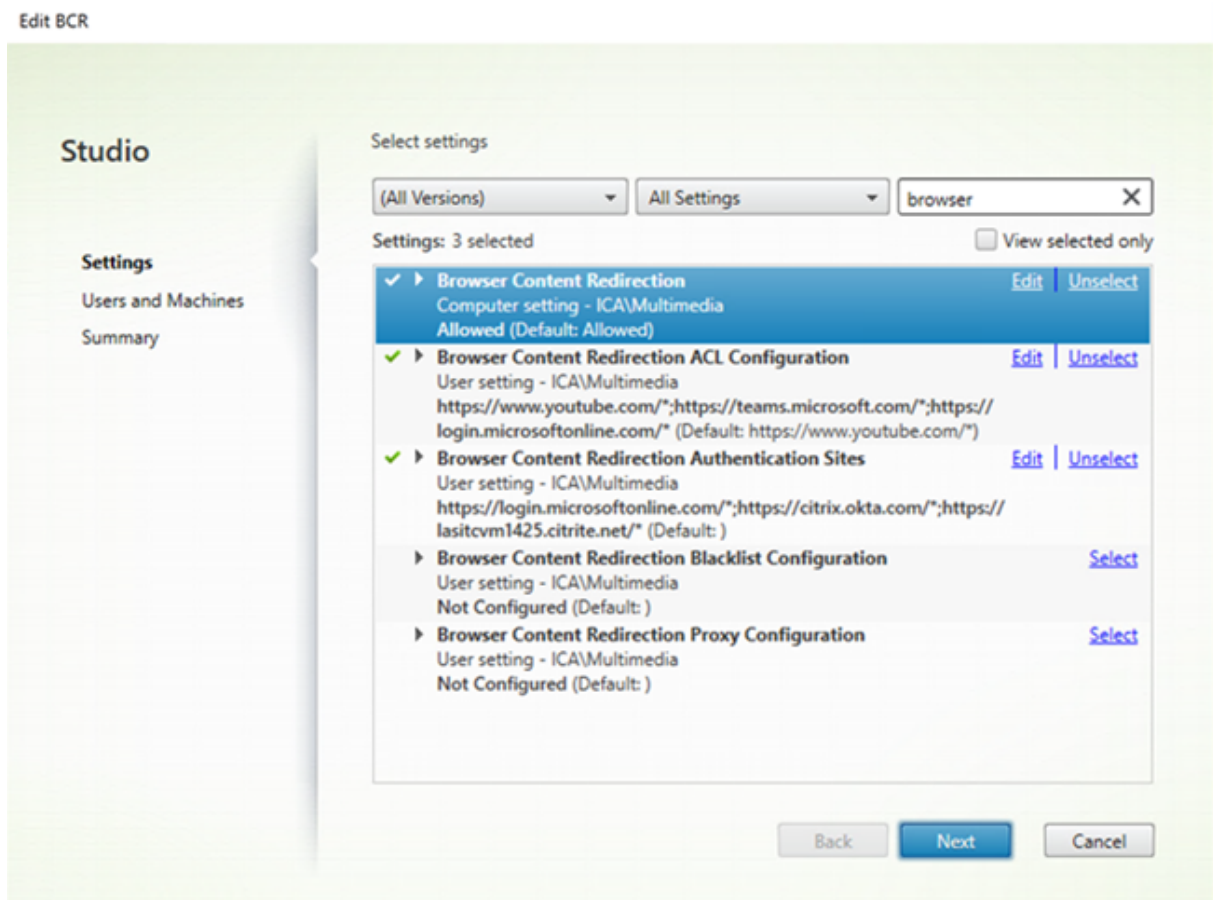 Edit BCR
Studio
Settings
Users and Machines
Summary
Select settings
(All Versions) All Settings browser
Settings: 3 selected View selected only
Browser Content Redirection Edit Unselect
Computer setting - ICA\Multimedia
Allowed (Default: Allowed)
Browser Content Redirection ACL Configuration Edit Unselect
User setting - ICA\Multimedia
https://www.youtube.com/*;https://teams.microsoft.com/*;https://
login.microsoftonline.com/* (Default: https://www.youtube.com/*)
Browser Content Redirection Authentication Sites Edit Unselect
User setting - ICA\Multimedia
https://login.microsoftonline.com/*;https://citrix.okta.com/*;https://
lasitcvm1425.citrite.net/* (Default: )
Browser Content Redirection Blacklist Configuration Select
User setting - ICA\Multimedia
Not Configured (Default: )
Browser Content Redirection Proxy Configuration Select
User setting - ICA\Multimedia
Not Configured (Default: )
Back Next Cancel